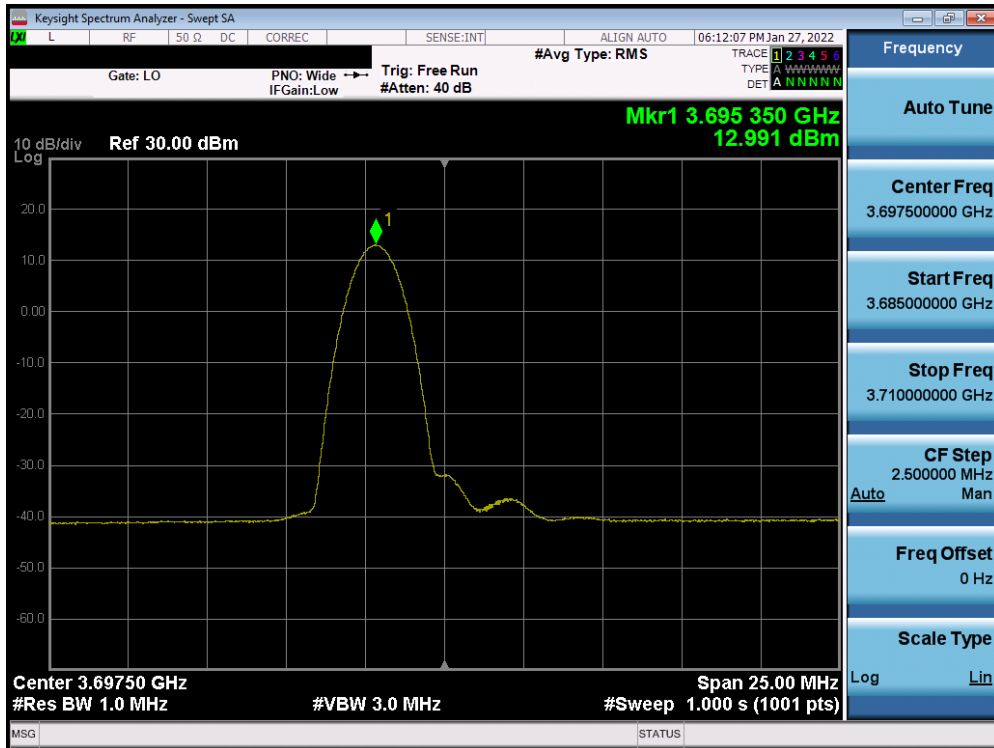 Keysight Spectrum Analyzer - Swept SA
LXI L RF 50 Ω DC CORREC SENSE:INT ALIGN AUTO 06:12:07 PM Jan 27, 2022
Frequency
#Avg Type: RMS
TRACE 1 2 3 4 5 6
TYPE A W W W W W
DET A N N N N N
Gate: LO
PNO: Wide
IFGain:Low
Trig: Free Run
#Atten: 40 dB
Mkr1 3.695 350 GHz
12.991 dBm
10 dB/div
Log
Ref 30.00 dBm
1
20.0
10.0
0.00
-10.0
-20.0
-30.0
-40.0
-50.0
-60.0
Center 3.69750 GHz
Span 25.00 MHz
#Res BW 1.0 MHz
#VBW 3.0 MHz
#Sweep 1.000 s (1001 pts)
Auto Tune
Center Freq
3.697500000 GHz
Start Freq
3.685000000 GHz
Stop Freq
3.710000000 GHz
CF Step
2.500000 MHz
Auto Man
Freq Offset
0 Hz
Scale Type
Log Lin
MSG
STATUS